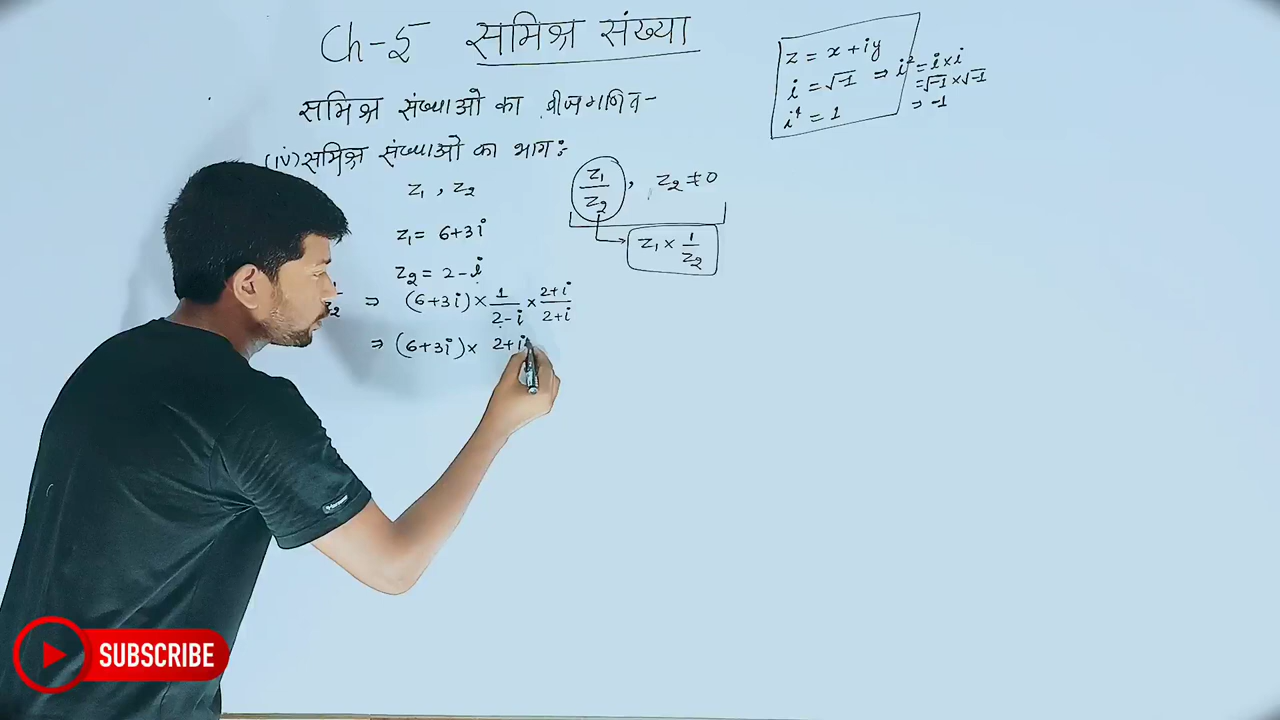 Ch-5 समिश्र संख्या
समिश्र संख्याओ का बीजगणित-
(iv) समिश्र संख्याओ का भाग :-
z₁ , z₂
z₁/z₂ , z₂ ≠ 0
z₁ × 1/z₂
z₁ = 6+3i
z₂ = 2-i
⇒ (6+3i) × 1/(2-i) × (2+i)/(2+i)
⇒ (6+3i) × 2+i
z = x+iy
i = √-1 ⇒ i² = i×i
= √-1 × √-1
⇒ -1
i⁴ = 1
SUBSCRIBE